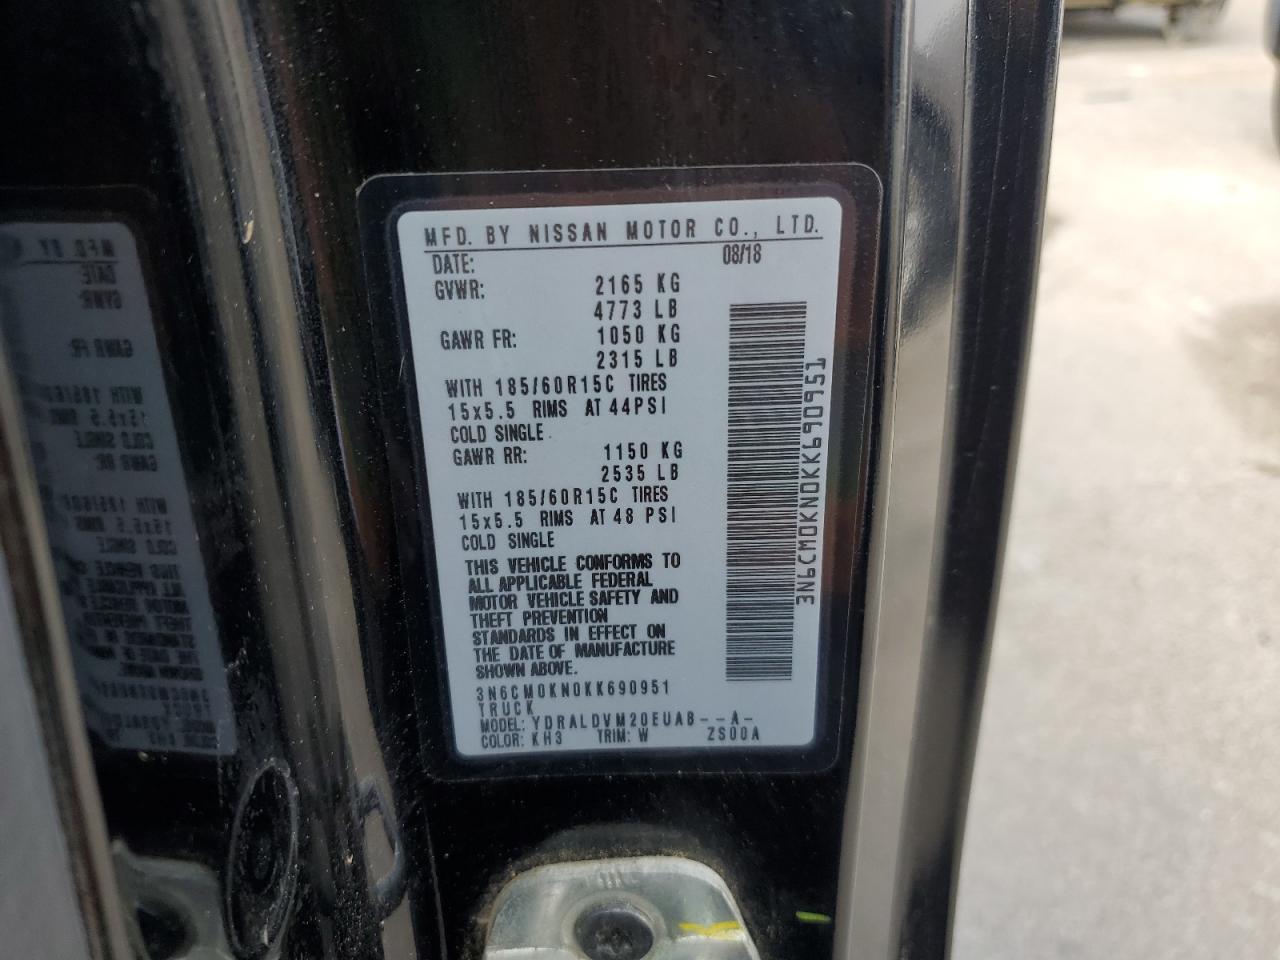 MFD. BY NISSAN MOTOR CO., LTD.
DATE: 08/18
GVWR: 2165 KG
4773 LB
GAWR FR: 1050 KG
2315 LB
WITH 185/60R15C TIRES
15x5.5 RIMS AT 44PSI
COLD SINGLE
GAWR RR: 1150 KG
2535 LB
WITH 185/60R15C TIRES
15x5.5 RIMS AT 48 PSI
COLD SINGLE
THIS VEHICLE CONFORMS TO
ALL APPLICABLE FEDERAL
MOTOR VEHICLE SAFETY AND
THEFT PREVENTION
STANDARDS IN EFFECT ON
THE DATE OF MANUFACTURE
SHOWN ABOVE.
3N6CM0KN0KK690951
TRUCK
MODEL: YDRALDVM20EUAB--A-
COLOR: KH3 TRIM: W ZS00A
3N6CM0KN0KK690951